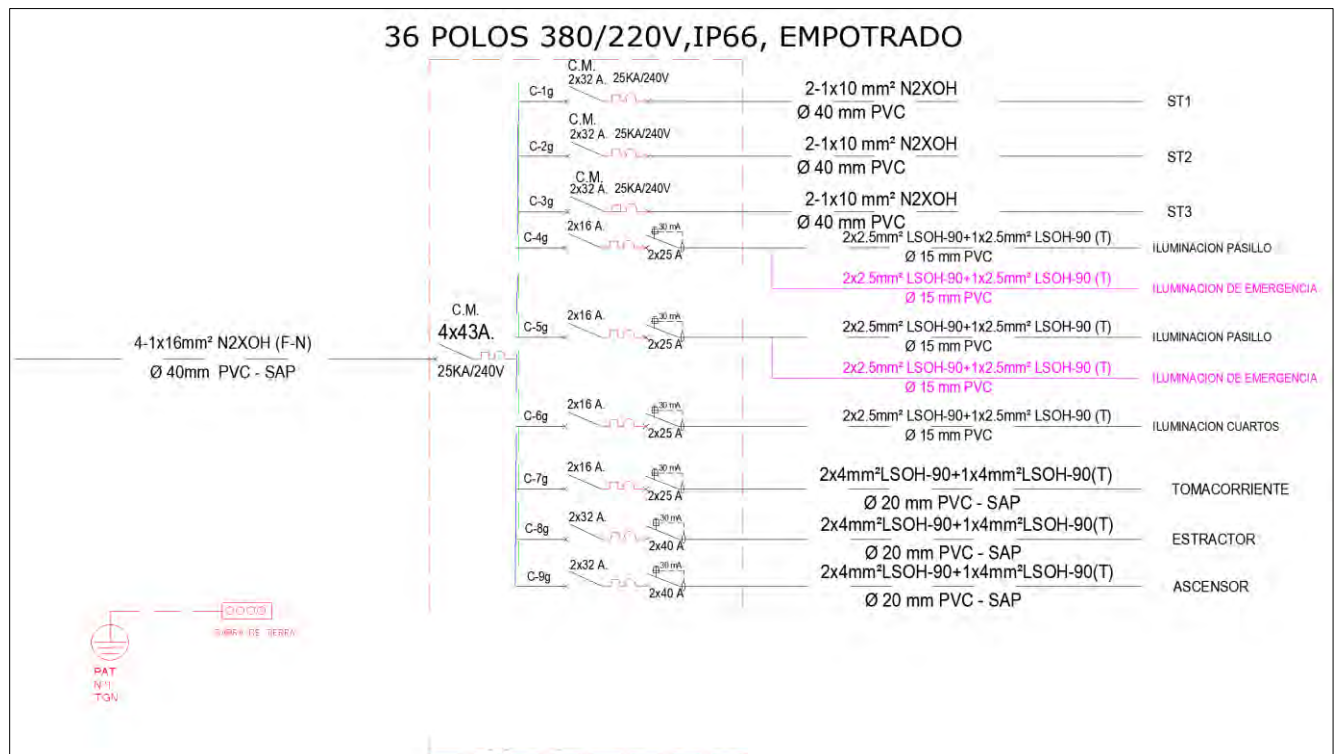 36 POLOS 380/220V,IP66, EMPOTRADO
C.M.
2x32 A. 25KA/240V
C-1g
2-1x10 mm² N2XOH
Ø 40 mm PVC
ST1
C.M.
2x32 A. 25KA/240V
C-2g
2-1x10 mm² N2XOH
Ø 40 mm PVC
ST2
C.M.
2x32 A. 25KA/240V
C-3g
2-1x10 mm² N2XOH
Ø 40 mm PVC
ST3
2x16 A.
30 mA
C-4g
2x25 A
2x2.5mm² LSOH-90+1x2.5mm² LSOH-90 (T)
Ø 15 mm PVC
ILUMINACION PASILLO
2x2.5mm² LSOH-90+1x2.5mm² LSOH-90 (T)
Ø 15 mm PVC
ILUMINACION DE EMERGENCIA
C.M.
4x43A.
25KA/240V
4-1x16mm² N2XOH (F-N)
Ø 40mm PVC - SAP
2x16 A.
30 mA
C-5g
2x25 A
2x2.5mm² LSOH-90+1x2.5mm² LSOH-90 (T)
Ø 15 mm PVC
ILUMINACION PASILLO
2x2.5mm² LSOH-90+1x2.5mm² LSOH-90 (T)
Ø 15 mm PVC
ILUMINACION DE EMERGENCIA
2x16 A.
30 mA
C-6g
2x25 A
2x2.5mm² LSOH-90+1x2.5mm² LSOH-90 (T)
Ø 15 mm PVC
ILUMINACION CUARTOS
2x16 A.
30 mA
C-7g
2x25 A
2x4mm²LSOH-90+1x4mm²LSOH-90(T)
Ø 20 mm PVC - SAP
TOMACORRIENTE
2x32 A.
30 mA
C-8g
2x40 A
2x4mm²LSOH-90+1x4mm²LSOH-90(T)
Ø 20 mm PVC - SAP
ESTRACTOR
2x32 A.
30 mA
C-9g
2x40 A
2x4mm²LSOH-90+1x4mm²LSOH-90(T)
Ø 20 mm PVC - SAP
ASCENSOR
DE TIERRA
PAT
N°1
TGN